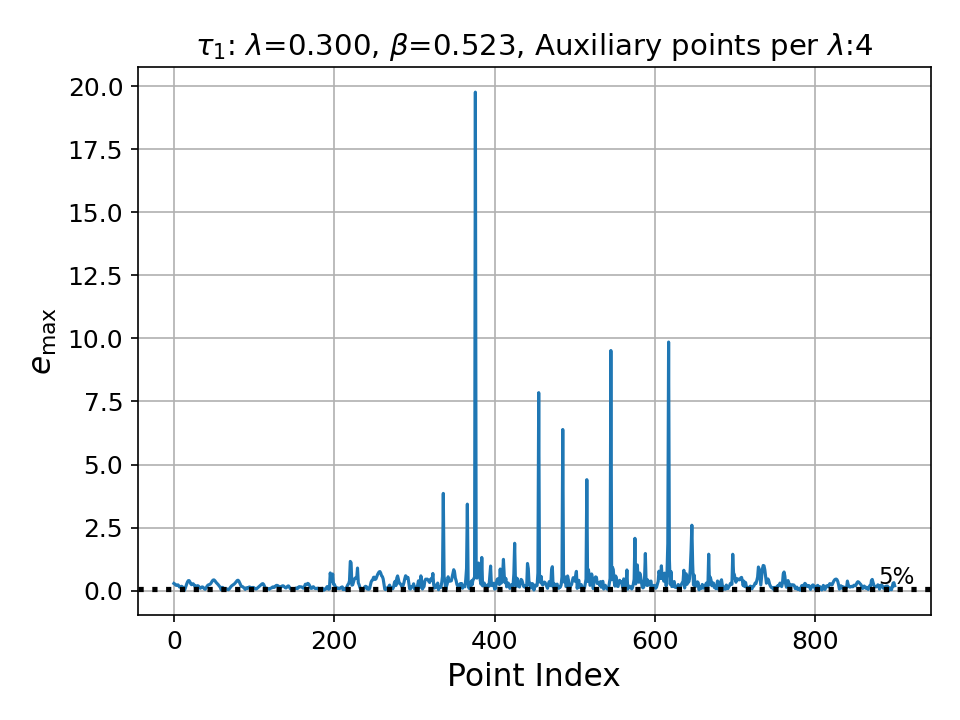 τ₁: λ=0.300, β=0.523, Auxiliary points per λ:4
20.0
17.5
15.0
12.5
10.0
7.5
5.0
2.5
0.0
e_max
5%
0 200 400 600 800
Point Index